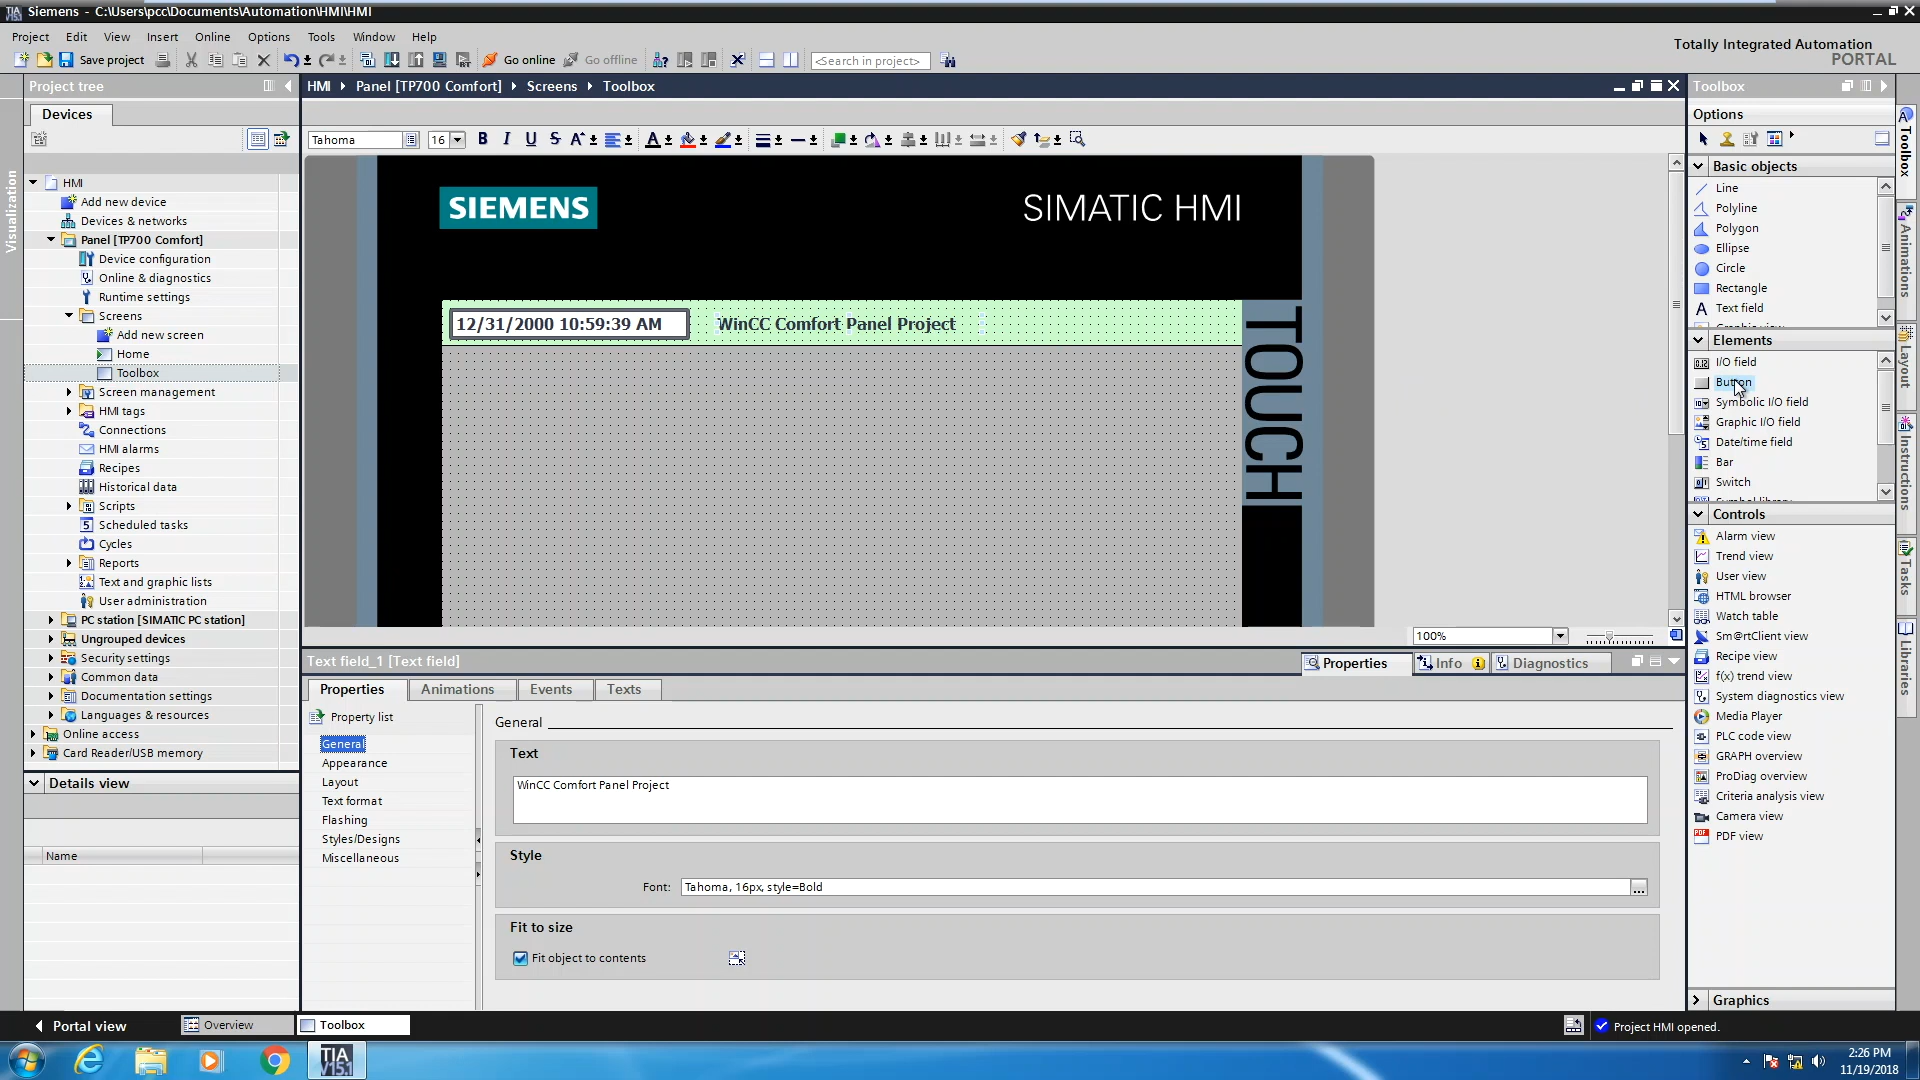 Siemens - C:\Users\pcc\Documents\Automation\HMI\HMI
Project Edit View Insert Online Options Tools Window Help
Totally Integrated Automation
PORTAL
Save project
Go online
Go offline
<Search in project>
Project tree
HMI Panel [TP700 Comfort] Screens Toolbox
Toolbox
Devices
Options
Visualization
Tahoma
16
B I U S
HMI
Add new device
Devices & networks
Panel [TP700 Comfort]
Device configuration
Online & diagnostics
Runtime settings
Screens
Add new screen
Home
Toolbox
Screen management
HMI tags
Connections
HMI alarms
Recipes
Historical data
Scripts
Scheduled tasks
Cycles
Reports
Text and graphic lists
User administration
PC station [SIMATIC PC station]
Ungrouped devices
Security settings
Common data
Documentation settings
Languages & resources
Online access
Card Reader/USB memory
Details view
Name
SIEMENS
SIMATIC HMI
12/31/2000 10:59:39 AM
WinCC Comfort Panel Project
TOUCH
100%
Text field_1 [Text field]
Properties
Info
Diagnostics
Properties
Animations
Events
Texts
Property list
General
Appearance
Layout
Text format
Flashing
Styles/Designs
Miscellaneous
General
Text
WinCC Comfort Panel Project
Style
Font:
Tahoma, 16px, style=Bold
...
Fit to size
Fit object to contents
Basic objects
Line
Polyline
Polygon
Ellipse
Circle
Rectangle
Text field
Graphic view
Elements
I/O field
Button
Symbolic I/O field
Graphic I/O field
Date/time field
Bar
Switch
Symbol library
Controls
Alarm view
Trend view
User view
HTML browser
Watch table
Sm@rtClient view
Recipe view
f(x) trend view
System diagnostics view
Media Player
PLC code view
GRAPH overview
ProDiag overview
Criteria analysis view
Camera view
PDF view
Graphics
Toolbox
Animations
Layout
Instructions
Tasks
Libraries
Portal view
Overview
Toolbox
Project HMI opened.
TIA
V15.1
2:26 PM
11/19/2018